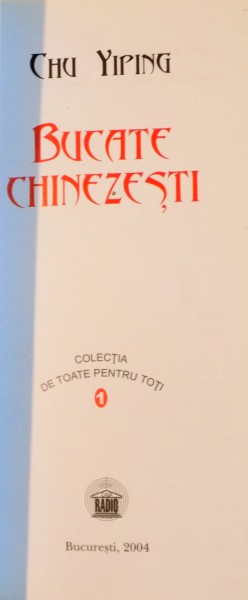 CHU YIPING
BUCATE
CHINEZEȘTI
COLECȚIA
DE TOATE PENTRU TOȚI
1
RADIO
București, 2004